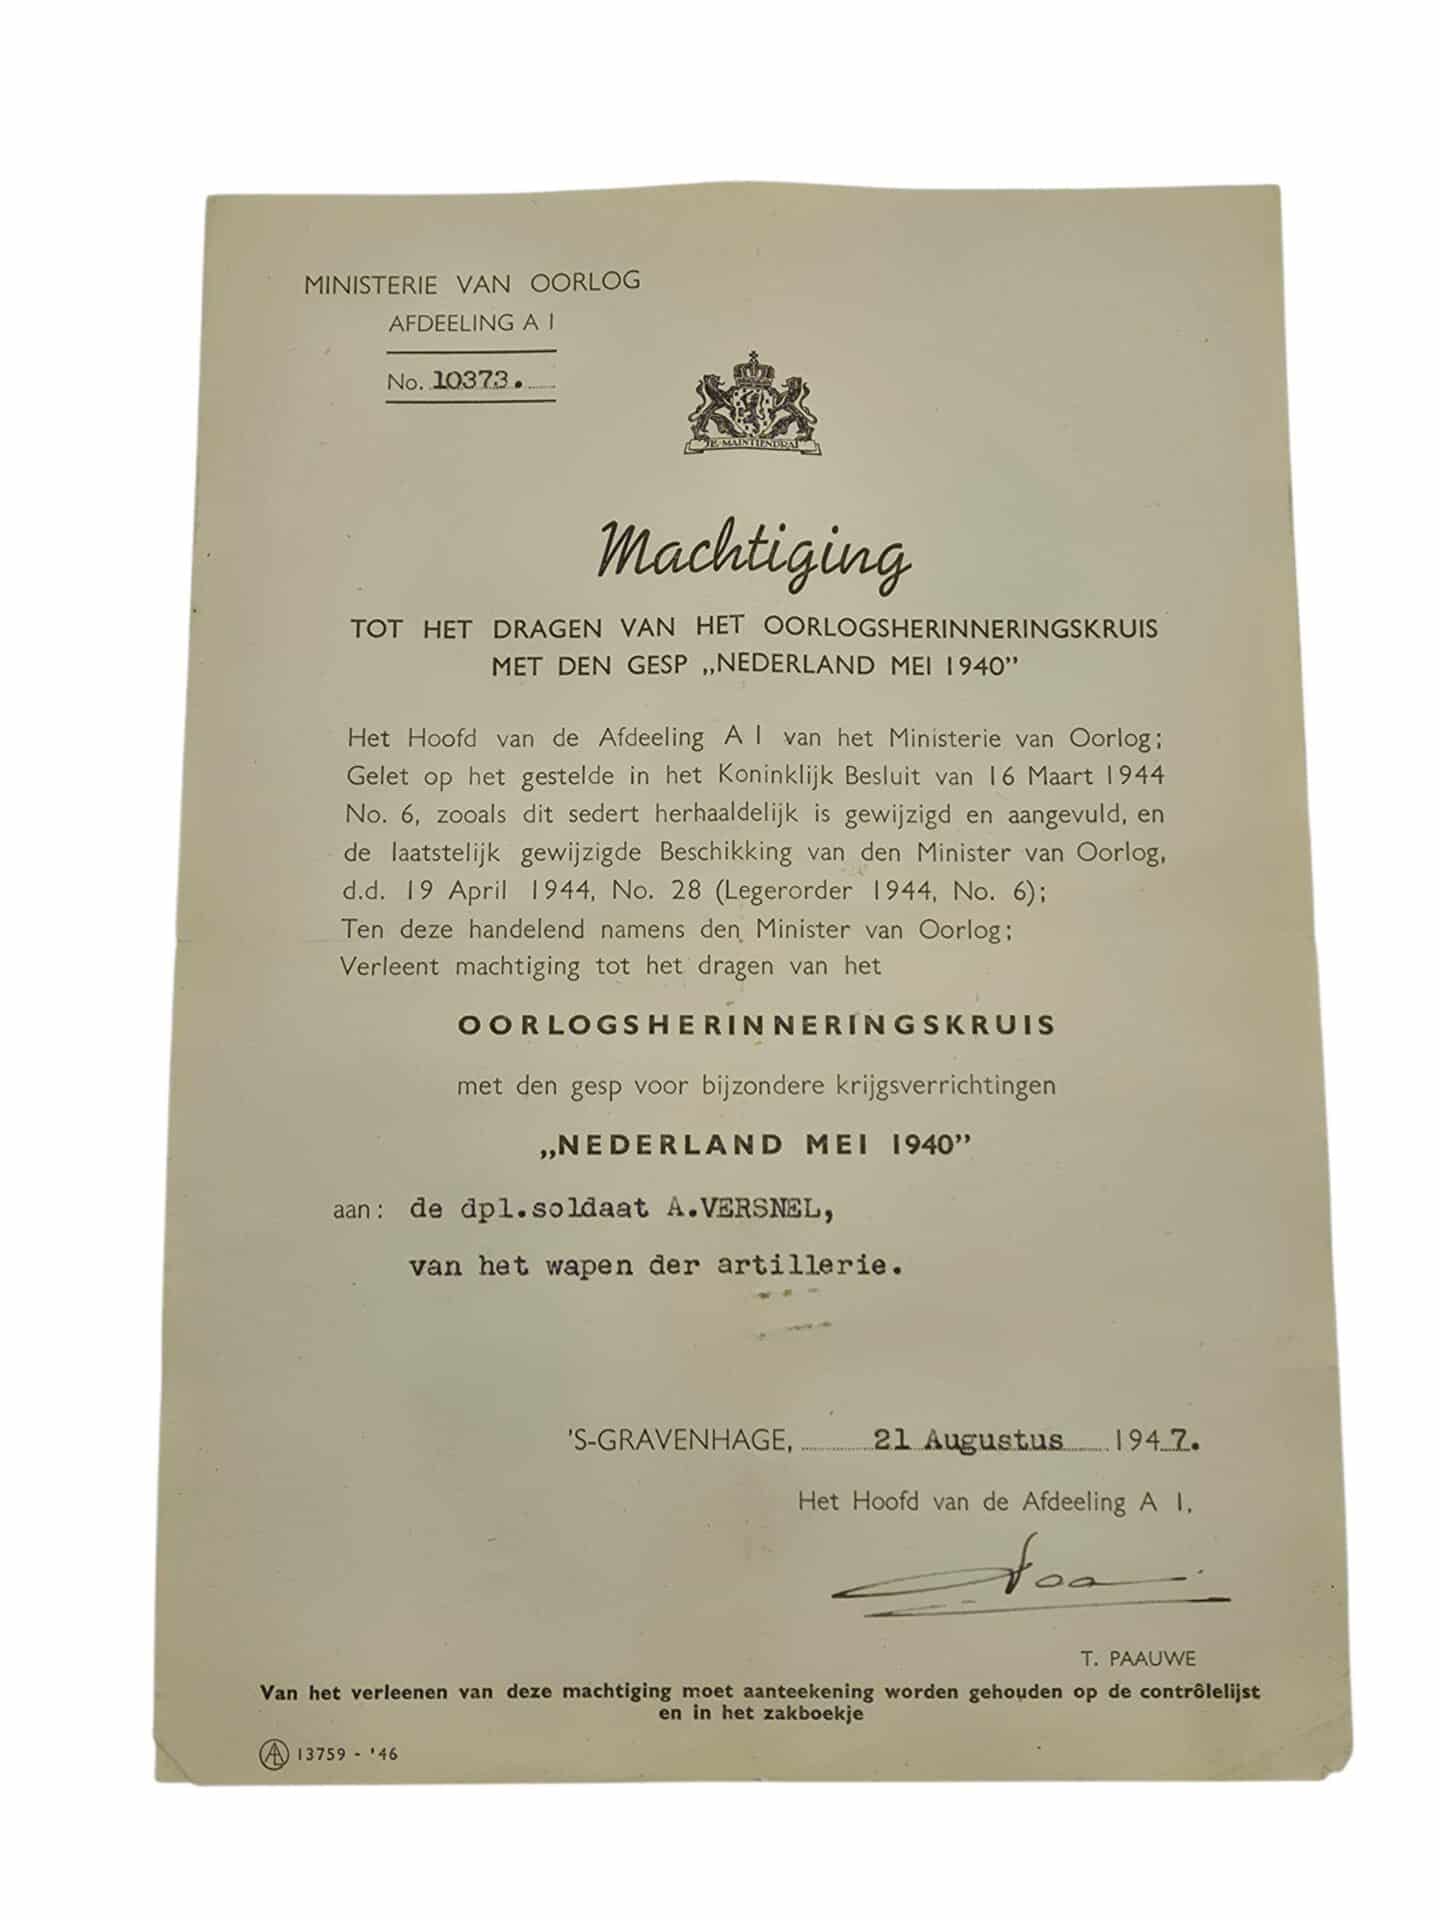 MINISTERIE VAN OORLOG
AFDEELING A I
No. 10373.
JE MAINTIENDRAI
Machtiging
TOT HET DRAGEN VAN HET OORLOGSHERINNERINGSKRUIS
MET DEN GESP „NEDERLAND MEI 1940”
Het Hoofd van de Afdeeling A I van het Ministerie van Oorlog;
Gelet op het gestelde in het Koninklijk Besluit van 16 Maart 1944
No. 6, zooals dit sedert herhaaldelijk is gewijzigd en aangevuld, en
de laatstelijk gewijzigde Beschikking van den Minister van Oorlog,
d.d. 19 April 1944, No. 28 (Legerorder 1944, No. 6);
Ten deze handelend namens den Minister van Oorlog;
Verleent machtiging tot het dragen van het
OORLOGSHERINNERINGSKRUIS
met den gesp voor bijzondere krijgsverrichtingen
„NEDERLAND MEI 1940”
aan: de dpl.soldaat A.VERSNEL,
van het wapen der artillerie.
'S-GRAVENHAGE, 21 Augustus 1947.
Het Hoofd van de Afdeeling A I,
T. PAAUWE
Van het verleenen van deze machtiging moet aanteekening worden gehouden op de contrôlelijst
en in het zakboekje
13759 - '46